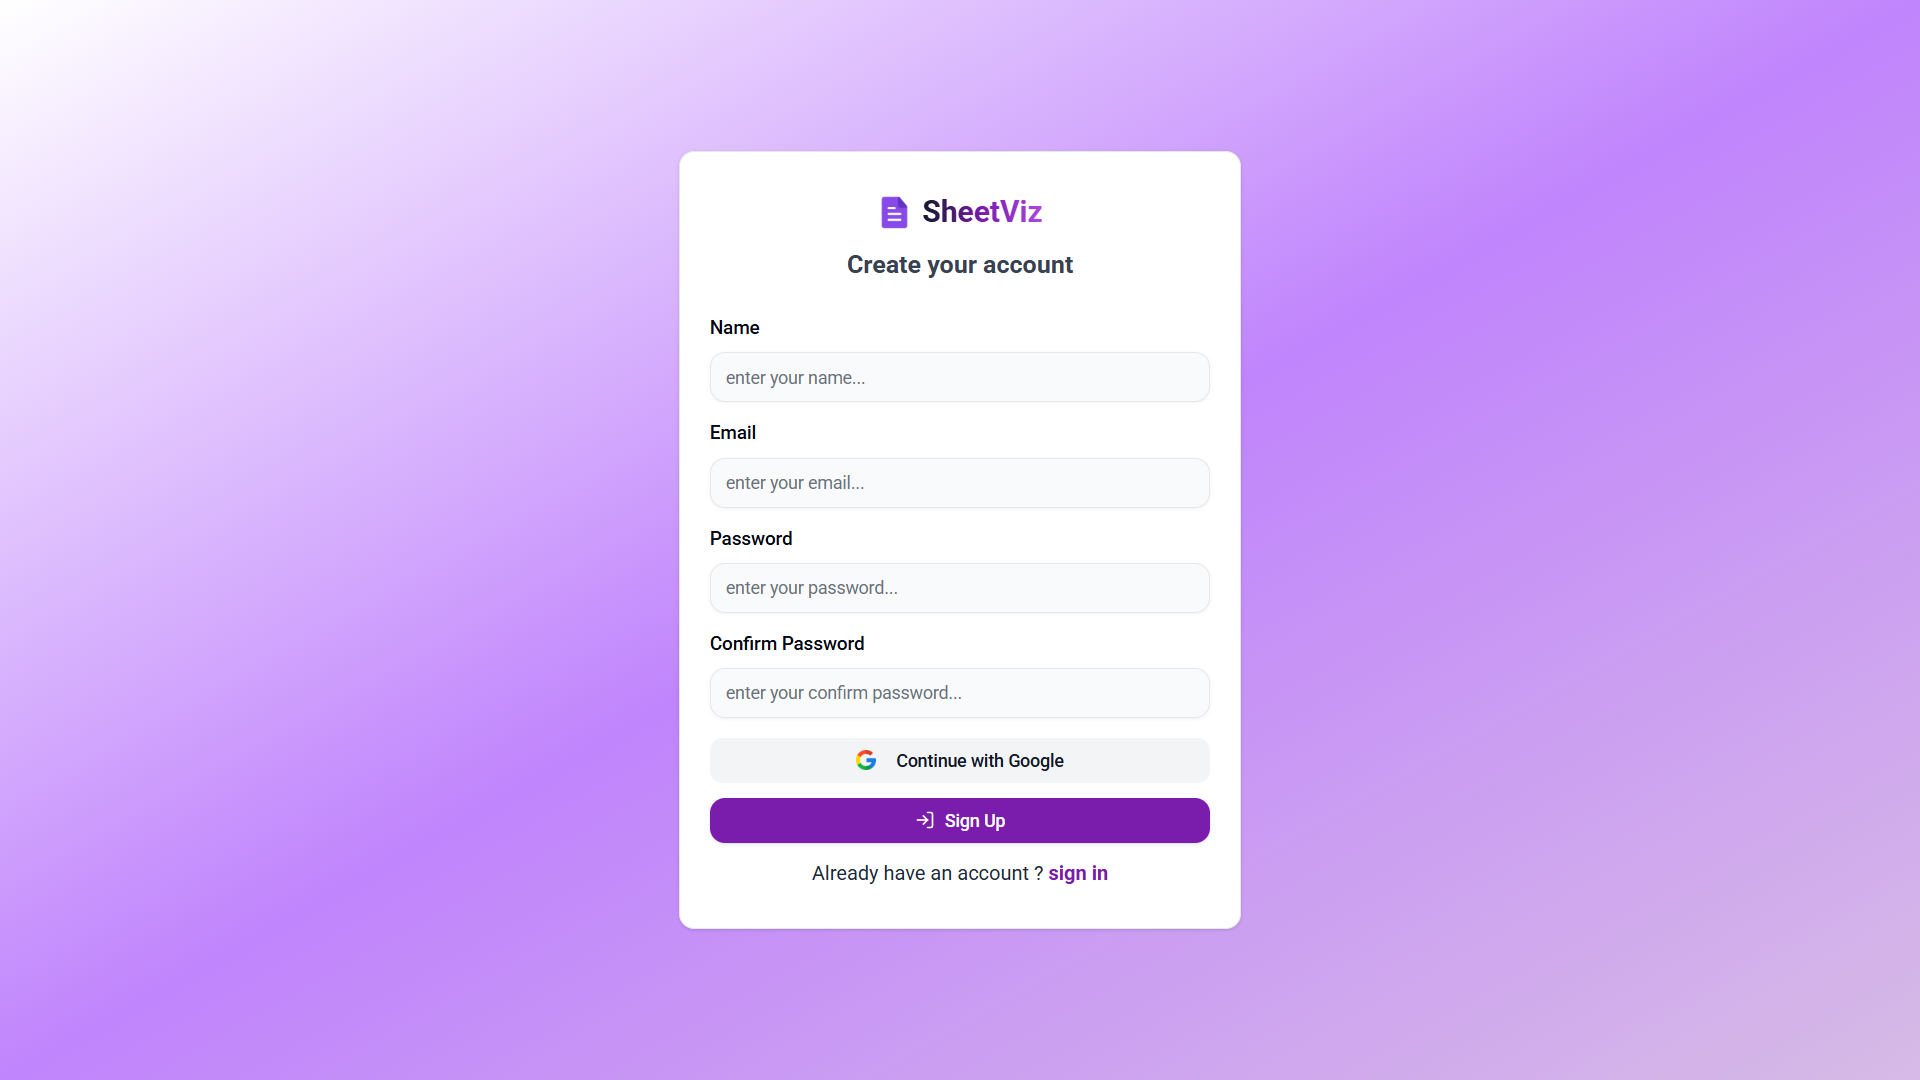 SheetViz
Create your account
Name
enter your name...
Email
enter your email...
Password
enter your password...
Confirm Password
enter your confirm password...
Continue with Google
Sign Up
Already have an account ? sign in